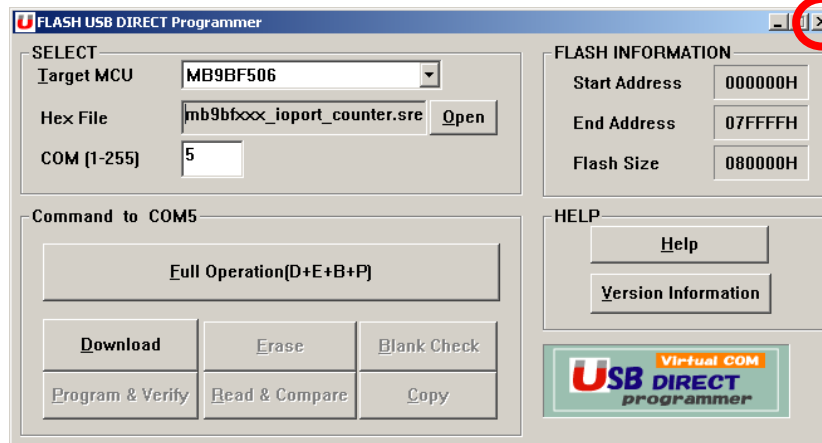 FLASH USB DIRECT Programmer
SELECT
Target MCU MB9BF506
Hex File mb9bfxxx_ioport_counter.sre Open
COM (1-255) 5
FLASH INFORMATION
Start Address 000000H
End Address 07FFFFH
Flash Size 080000H
Command to COM5
Full Operation(D+E+B+P)
Download Erase Blank Check
Program & Verify Read & Compare Copy
HELP
Help
Version Information
Virtual COM
USB DIRECT
programmer